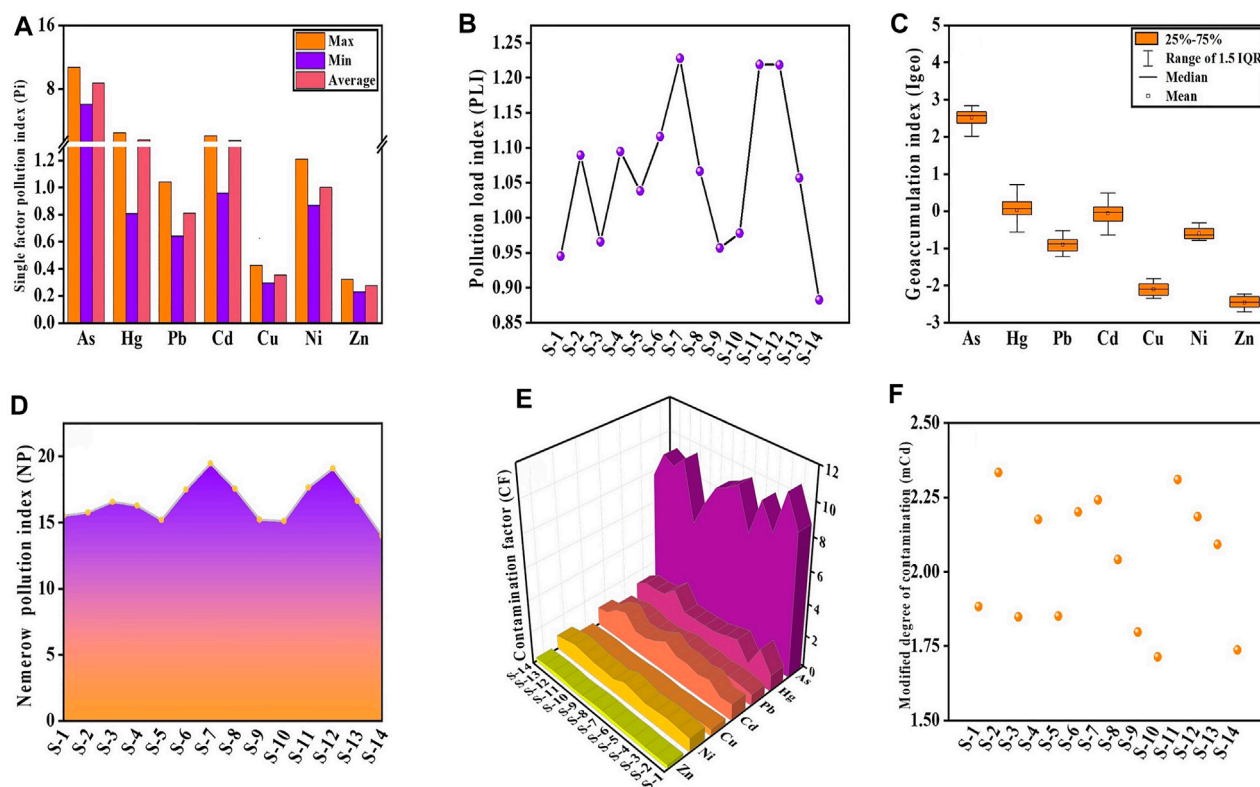 A
Single factor pollution index (Pi)
16
8
1.2
1.0
0.8
0.6
0.4
0.2
0.0
Max
Min
Average
As Hg Pb Cd Cu Ni Zn
B
Pollution load index (PLI)
1.25
1.20
1.15
1.10
1.05
1.00
0.95
0.90
0.85
S-1 S-2 S-3 S-4 S-5 S-6 S-7 S-8 S-9 S-10 S-11 S-12 S-13 S-14
C
Geoaccumulation index (Igeo)
5
4
3
2
1
0
-1
-2
-3
25%-75%
Range of 1.5 IQR
Median
Mean
As Hg Pb Cd Cu Ni Zn
D
Nemerow pollution index (NP)
20
15
10
5
0
S-1 S-2 S-3 S-4 S-5 S-6 S-7 S-8 S-9 S-10 S-11 S-12 S-13 S-14
E
Contamination factor (CF)
12
10
8
6
4
2
0
As
Hg
Pb
Cd
Cu
Ni
Zn
F
Modified degree of contamination (mCd)
2.50
2.25
2.00
1.75
1.50
S-1 S-2 S-3 S-4 S-5 S-6 S-7 S-8 S-9 S-10 S-11 S-12 S-13 S-14